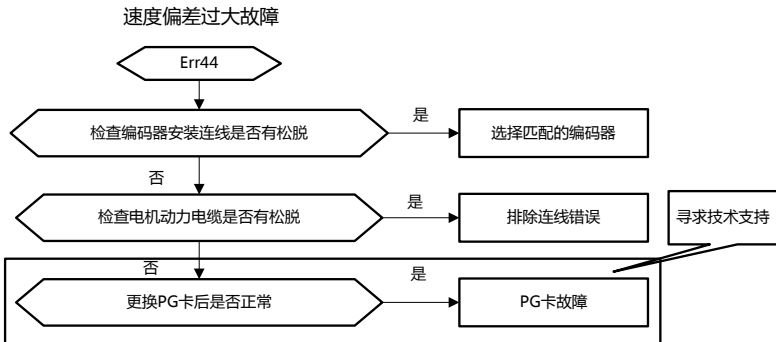 速度偏差过大故障
Err44
检查编码器安装连线是否有松脱
是
选择匹配的编码器
否
检查电机动力电缆是否有松脱
是
排除连线错误
寻求技术支持
否
更换PG卡后是否正常
是
PG卡故障